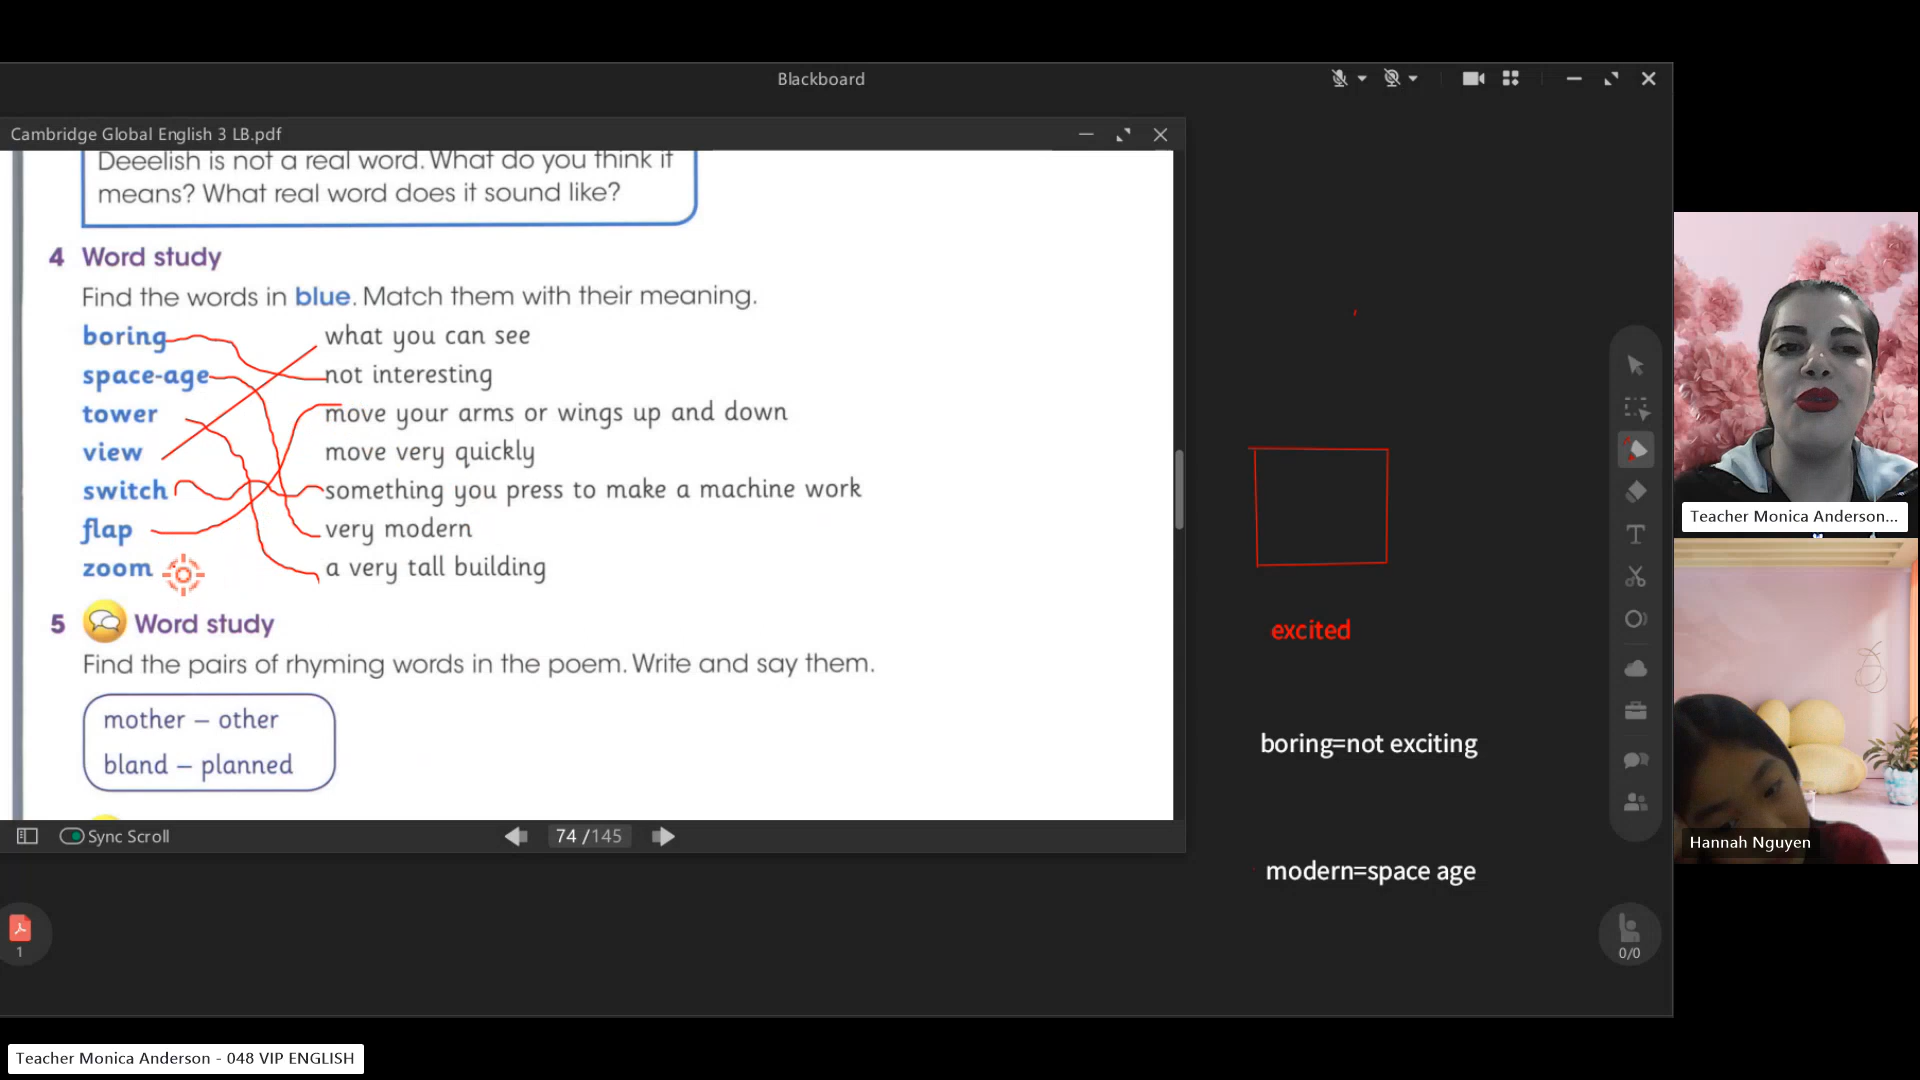 Blackboard
Cambridge Global English 3 LB.pdf
Deeelish is not a real word. What do you think it
means? What real word does it sound like?
4 Word study
Find the words in blue. Match them with their meaning.
boring what you can see
space-age not interesting
tower move your arms or wings up and down
view move very quickly
switch something you press to make a machine work
flap very modern
zoom a very tall building
5 Word study
Find the pairs of rhyming words in the poem. Write and say them.
mother – other
bland – planned
Sync Scroll
74 /145
excited
boring=not exciting
modern=space age
1
0/0
Teacher Monica Anderson...
Hannah Nguyen
Teacher Monica Anderson - 048 VIP ENGLISH